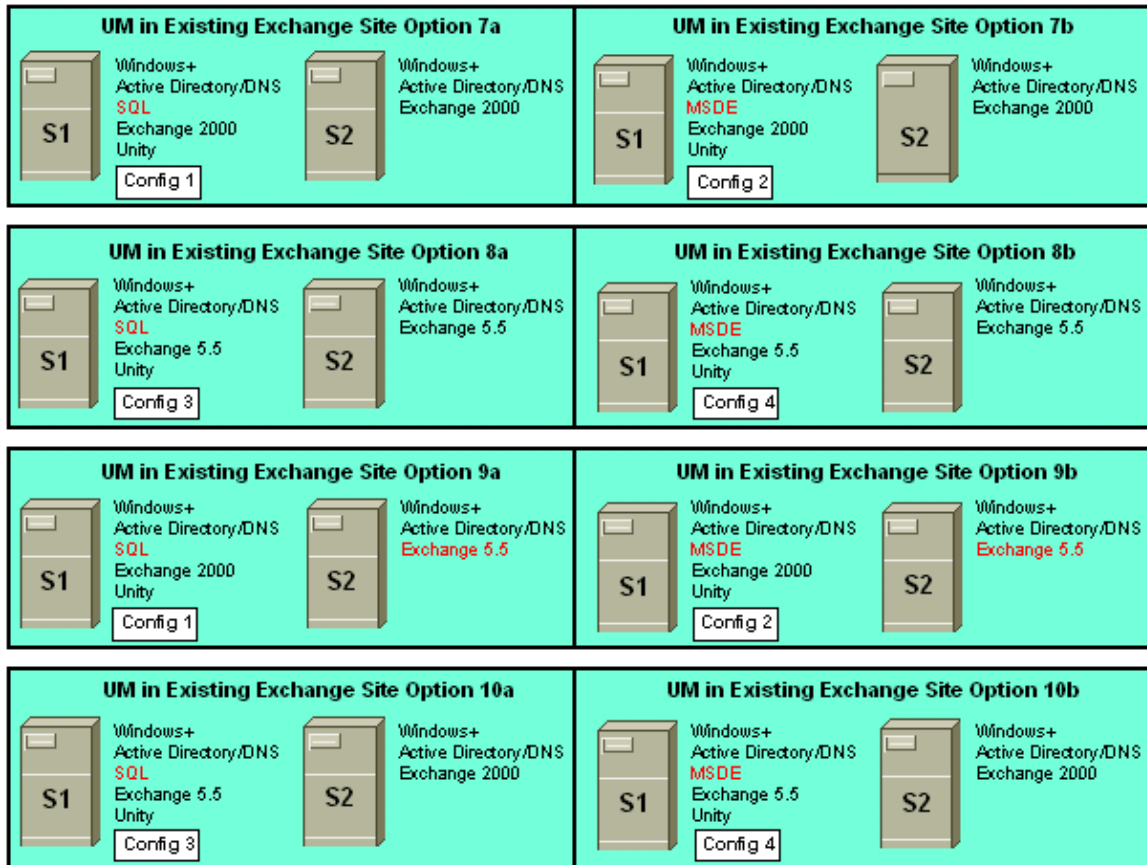 UM in Existing Exchange Site Option 7a
S1
Windows+
Active Directory/DNS
SQL
Exchange 2000
Unity
Config 1
S2
Windows+
Active Directory/DNS
Exchange 2000
UM in Existing Exchange Site Option 7b
S1
Windows+
Active Directory/DNS
MSDE
Exchange 2000
Unity
Config 2
S2
Windows+
Active Directory/DNS
Exchange 2000
UM in Existing Exchange Site Option 8a
S1
Windows+
Active Directory/DNS
SQL
Exchange 5.5
Unity
Config 3
S2
Windows+
Active Directory/DNS
Exchange 5.5
UM in Existing Exchange Site Option 8b
S1
Windows+
Active Directory/DNS
MSDE
Exchange 5.5
Unity
Config 4
S2
Windows+
Active Directory/DNS
Exchange 5.5
UM in Existing Exchange Site Option 9a
S1
Windows+
Active Directory/DNS
SQL
Exchange 2000
Unity
Config 1
S2
Windows+
Active Directory/DNS
Exchange 5.5
UM in Existing Exchange Site Option 9b
S1
Windows+
Active Directory/DNS
MSDE
Exchange 2000
Unity
Config 2
S2
Windows+
Active Directory/DNS
Exchange 5.5
UM in Existing Exchange Site Option 10a
S1
Windows+
Active Directory/DNS
SQL
Exchange 5.5
Unity
Config 3
S2
Windows+
Active Directory/DNS
Exchange 2000
UM in Existing Exchange Site Option 10b
S1
Windows+
Active Directory/DNS
MSDE
Exchange 5.5
Unity
Config 4
S2
Windows+
Active Directory/DNS
Exchange 2000